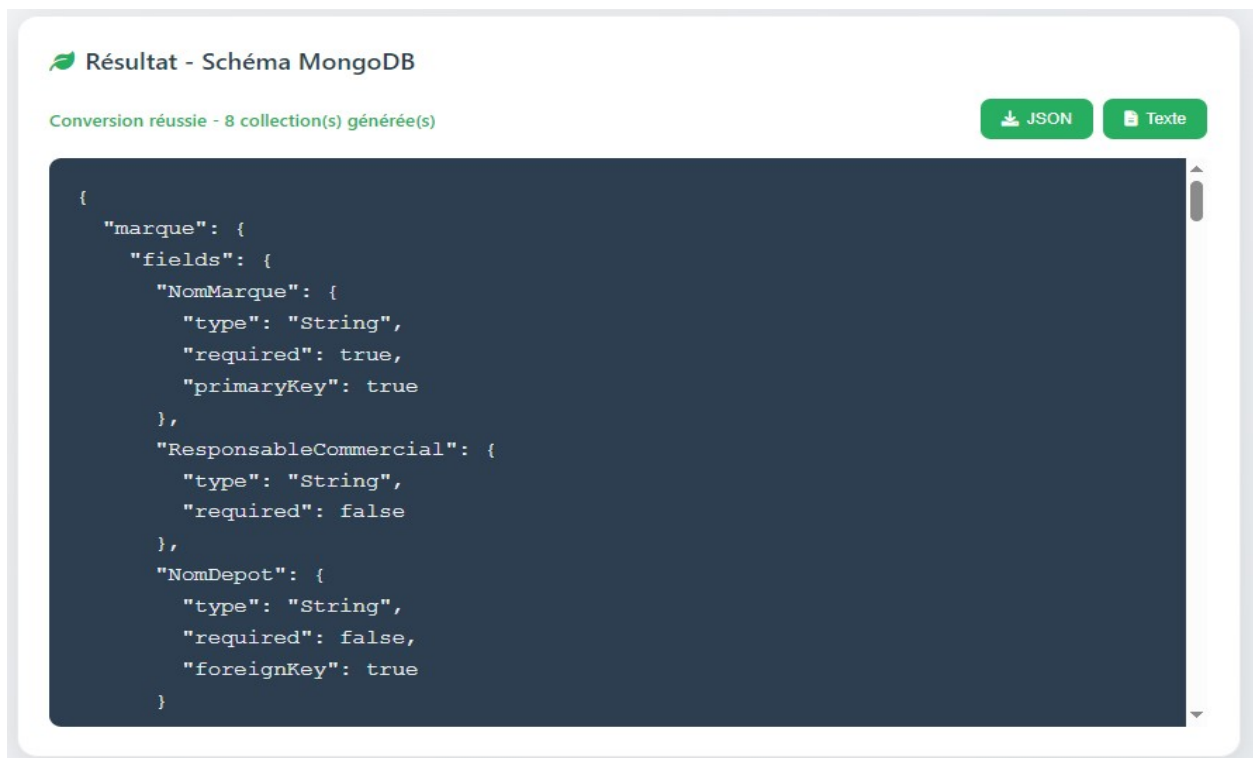 Résultat - Schéma MongoDB
Conversion réussie - 8 collection(s) générée(s)
JSON
Texte
{
  "marque": {
    "fields": {
      "NomMarque": {
        "type": "String",
        "required": true,
        "primaryKey": true
      },
      "ResponsableCommercial": {
        "type": "String",
        "required": false
      },
      "NomDepot": {
        "type": "String",
        "required": false,
        "foreignKey": true
      }